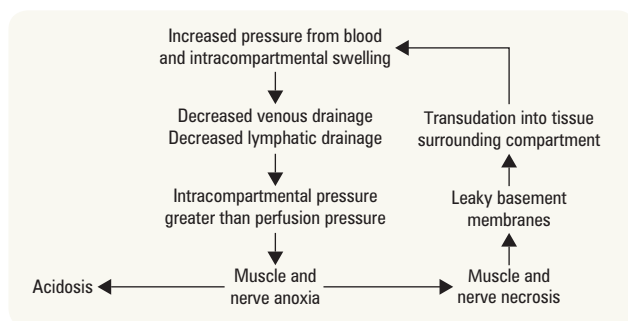 Increased pressure from blood
and intracompartmental swelling
Decreased venous drainage
Decreased lymphatic drainage
Intracompartmental pressure
greater than perfusion pressure
Muscle and
nerve anoxia
Acidosis
Muscle and
nerve necrosis
Leaky basement
membranes
Transudation into tissue
surrounding compartment